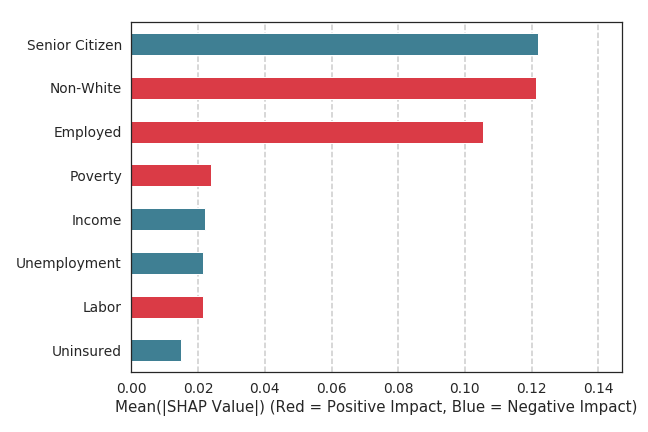 Senior Citizen
Non-White
Employed
Poverty
Income
Unemployment
Labor
Uninsured
0.00 0.02 0.04 0.06 0.08 0.10 0.12 0.14
Mean(|SHAP Value|) (Red = Positive Impact, Blue = Negative Impact)